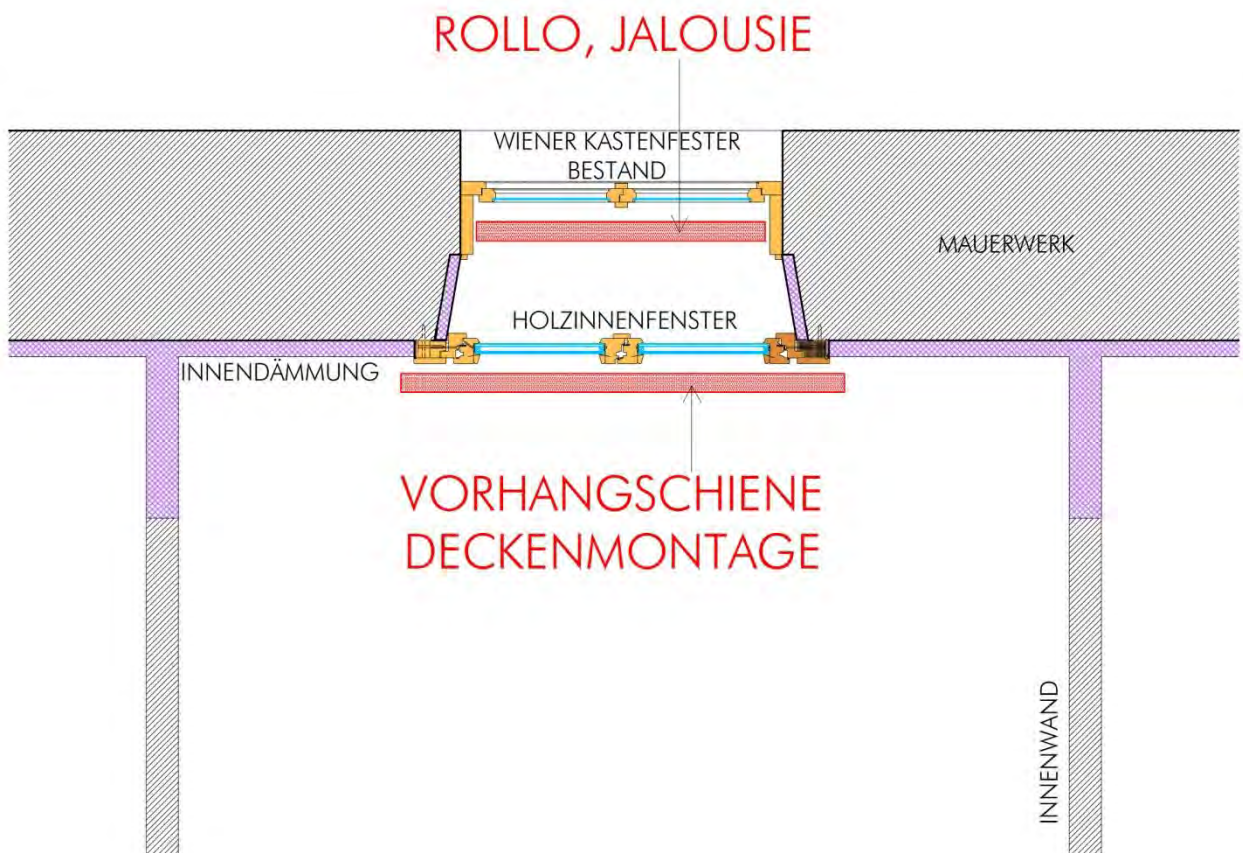 ROLLO, JALOUSIE
WIENER KASTENFESTER
BESTAND
MAUERWERK
HOLZINNENFENSTER
INNENDÄMMUNG
VORHANGSCHIENE
DECKENMONTAGE
INNENWAND